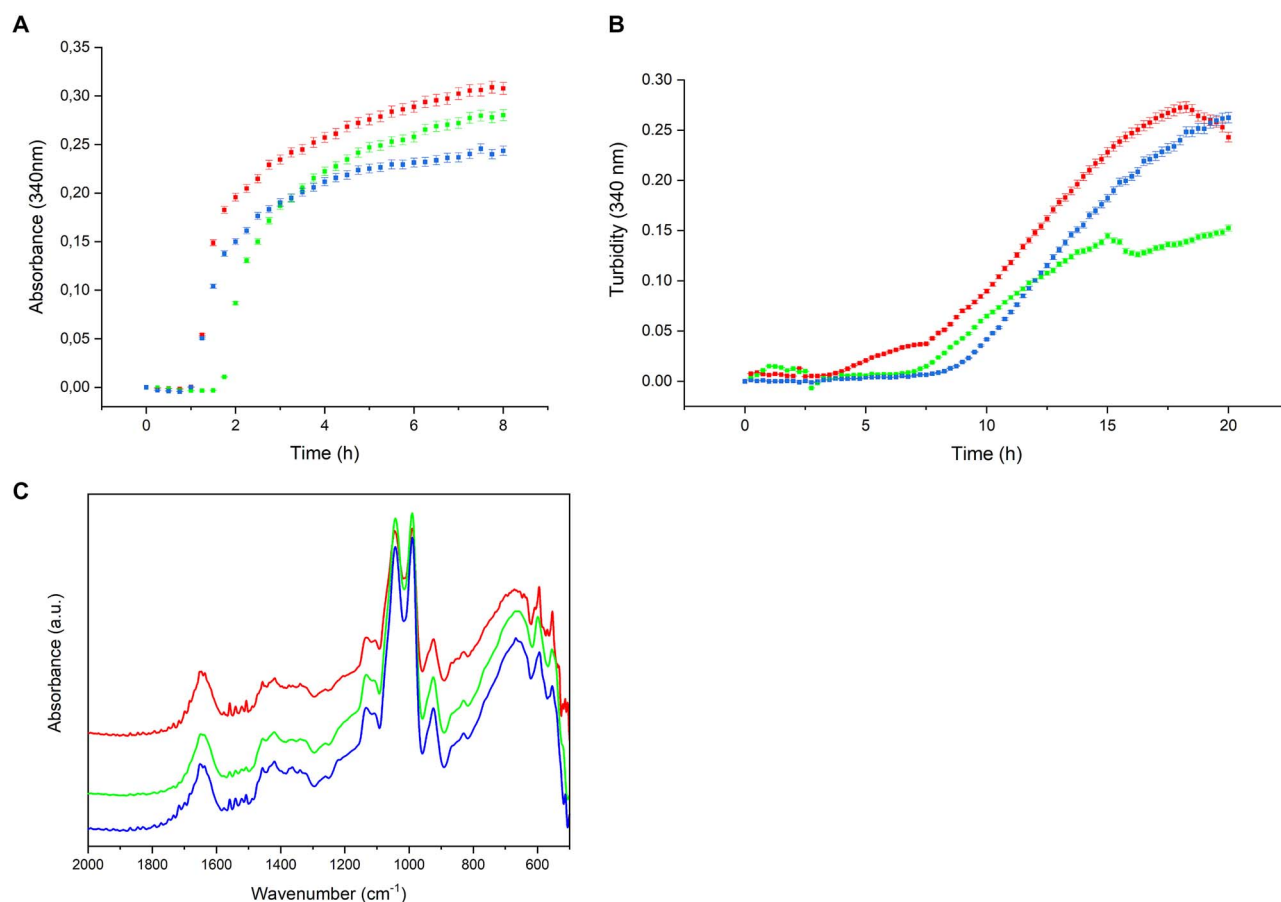 A
0,35
0,30
0,25
0,20
0,15
0,10
0,05
0,00
Absorbance (340nm)
0 2 4 6 8
Time (h)
B
0.30
0.25
0.20
0.15
0.10
0.05
0.00
Turbidity (340 nm)
0 5 10 15 20
Time (h)
C
Absorbance (a.u.)
2000 1800 1600 1400 1200 1000 800 600
Wavenumber (cm⁻¹)